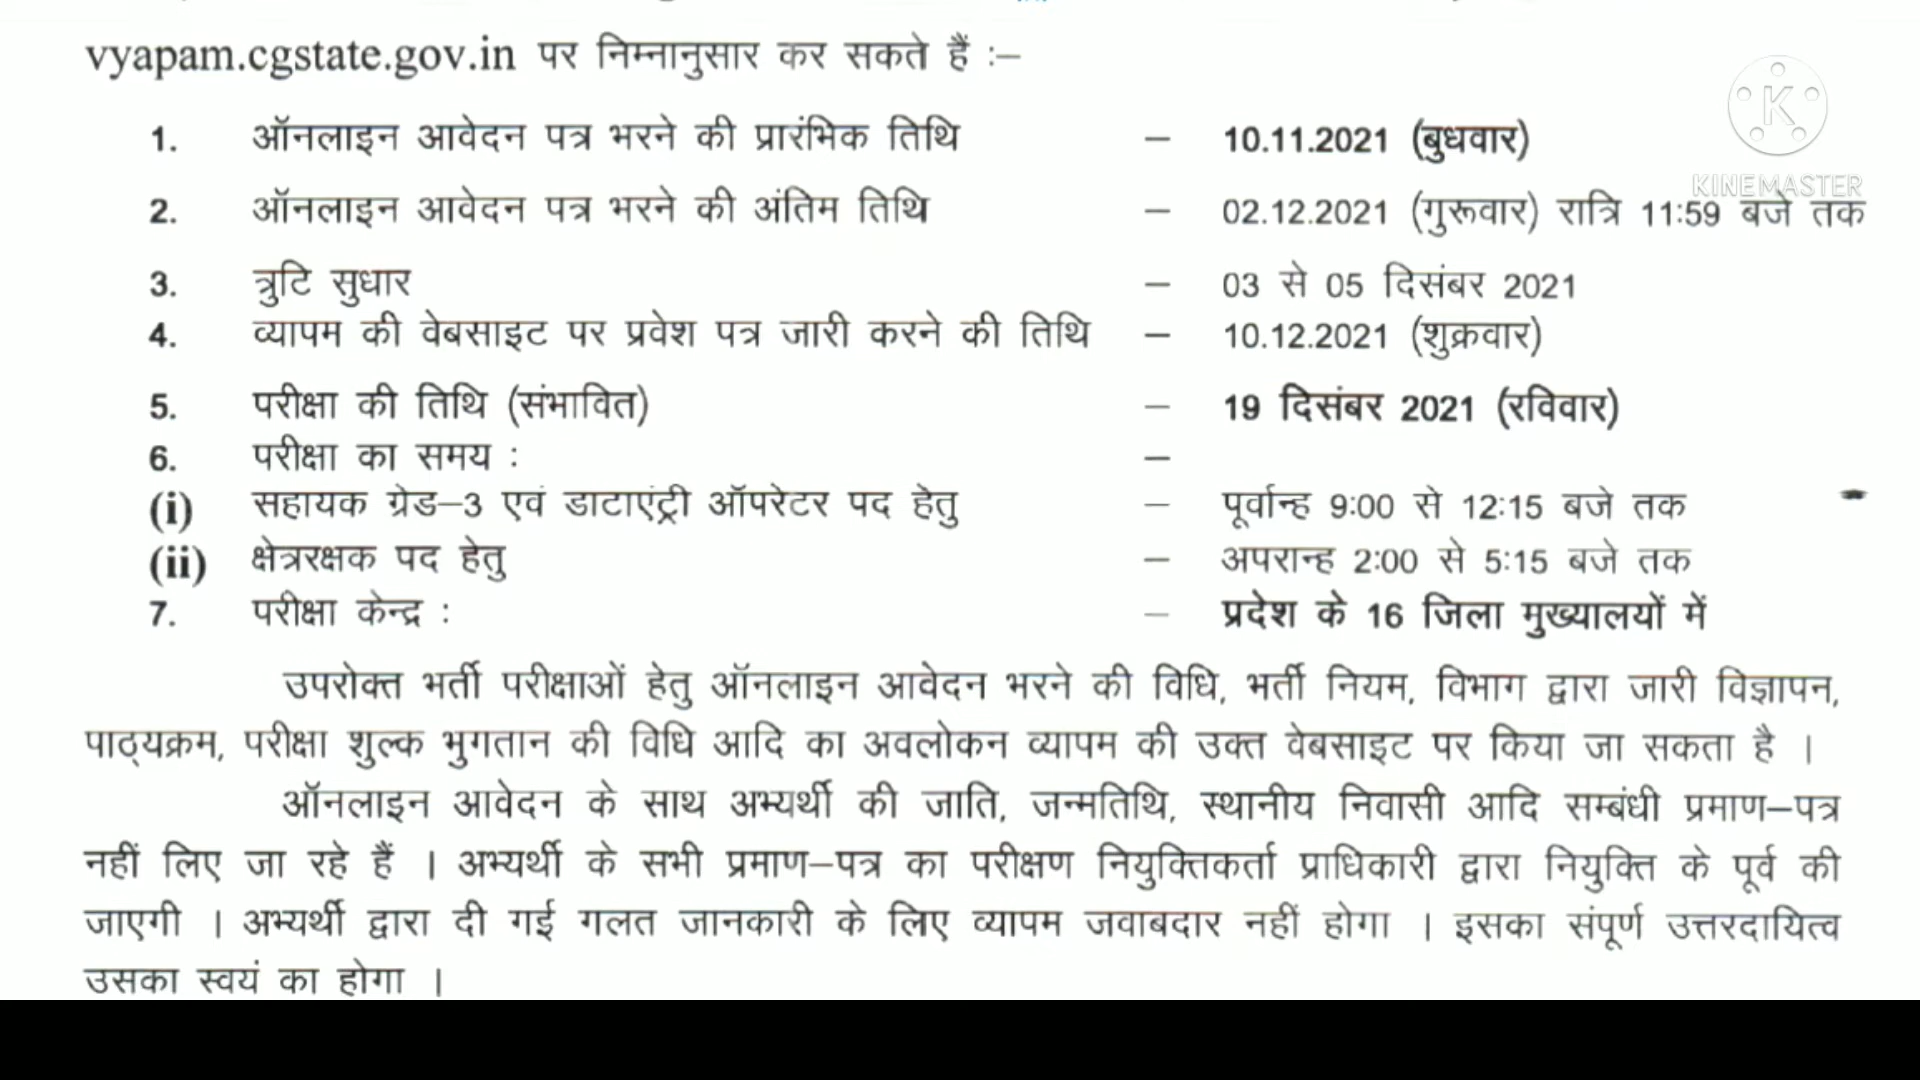 vyapam.cgstate.gov.in पर निम्नानुसार कर सकते हैं :–
K
KINEMASTER
1. ऑनलाइन आवेदन पत्र भरने की प्रारंभिक तिथि – 10.11.2021 (बुधवार)
2. ऑनलाइन आवेदन पत्र भरने की अंतिम तिथि – 02.12.2021 (गुरूवार) रात्रि 11:59 बजे तक
3. त्रुटि सुधार – 03 से 05 दिसंबर 2021
4. व्यापम की वेबसाइट पर प्रवेश पत्र जारी करने की तिथि – 10.12.2021 (शुक्रवार)
5. परीक्षा की तिथि (संभावित) – 19 दिसंबर 2021 (रविवार)
6. परीक्षा का समय : –
(i) सहायक ग्रेड–3 एवं डाटाएंट्री ऑपरेटर पद हेतु – पूर्वान्ह 9:00 से 12:15 बजे तक
(ii) क्षेत्ररक्षक पद हेतु – अपरान्ह 2:00 से 5:15 बजे तक
7. परीक्षा केन्द्र : – प्रदेश के 16 जिला मुख्यालयों में
उपरोक्त भर्ती परीक्षाओं हेतु ऑनलाइन आवेदन भरने की विधि, भर्ती नियम, विभाग द्वारा जारी विज्ञापन,
पाठ्यक्रम, परीक्षा शुल्क भुगतान की विधि आदि का अवलोकन व्यापम की उक्त वेबसाइट पर किया जा सकता है ।
ऑनलाइन आवेदन के साथ अभ्यर्थी की जाति, जन्मतिथि, स्थानीय निवासी आदि सम्बंधी प्रमाण–पत्र
नहीं लिए जा रहे हैं । अभ्यर्थी के सभी प्रमाण–पत्र का परीक्षण नियुक्तिकर्ता प्राधिकारी द्वारा नियुक्ति के पूर्व की
जाएगी । अभ्यर्थी द्वारा दी गई गलत जानकारी के लिए व्यापम जवाबदार नहीं होगा । इसका संपूर्ण उत्तरदायित्व
उसका स्वयं का होगा ।